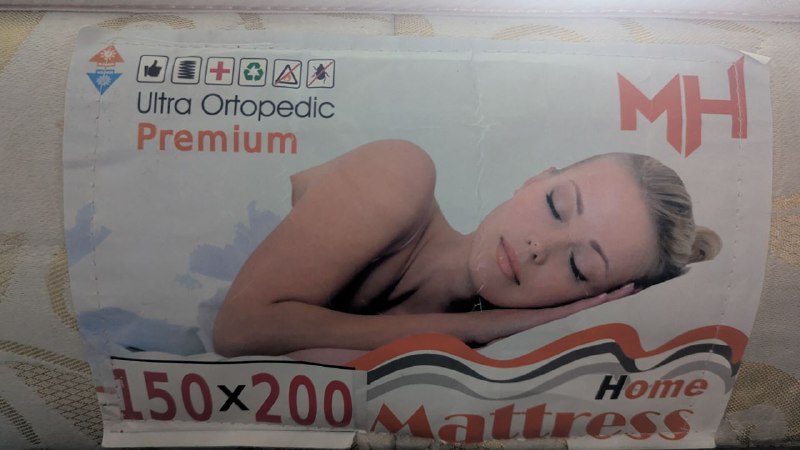 Ultra Ortopedic
Premium
MH
150x200
Home
Mattress